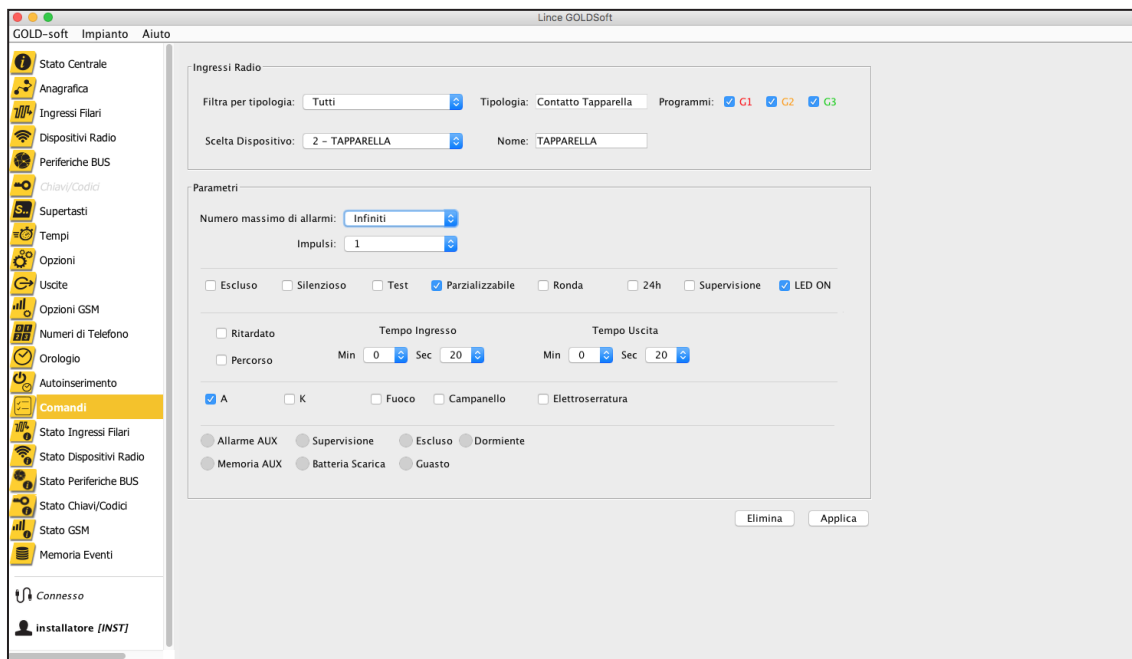 Lince GOLDSoft
GOLD-soft Impianto Aiuto
Stato Centrale
Anagrafica
Ingressi Filari
Dispositivi Radio
Periferiche BUS
Chiavi/Codici
Supertasti
Tempi
Opzioni
Uscite
Opzioni GSM
Numeri di Telefono
Orologio
Autoinserimento
Comandi
Stato Ingressi Filari
Stato Dispositivi Radio
Stato Periferiche BUS
Stato Chiavi/Codici
Stato GSM
Memoria Eventi
Connesso
installatore [INST]
Ingressi Radio
Filtra per tipologia: Tutti Tipologia: Contatto Tapparella Programmi: G1 G2 G3
Scelta Dispositivo: 2 - TAPPARELLA Nome: TAPPARELLA
Parametri
Numero massimo di allarmi: Infiniti
Impulsi: 1
Escluso Silenzioso Test Parzializzabile Ronda 24h Supervisione LED ON
Ritardato Tempo Ingresso Tempo Uscita
Percorso Min 0 Sec 20 Min 0 Sec 20
A K Fuoco Campanello Elettroserratura
Allarme AUX Supervisione Escluso Dormiente
Memoria AUX Batteria Scarica Guasto
Elimina Applica